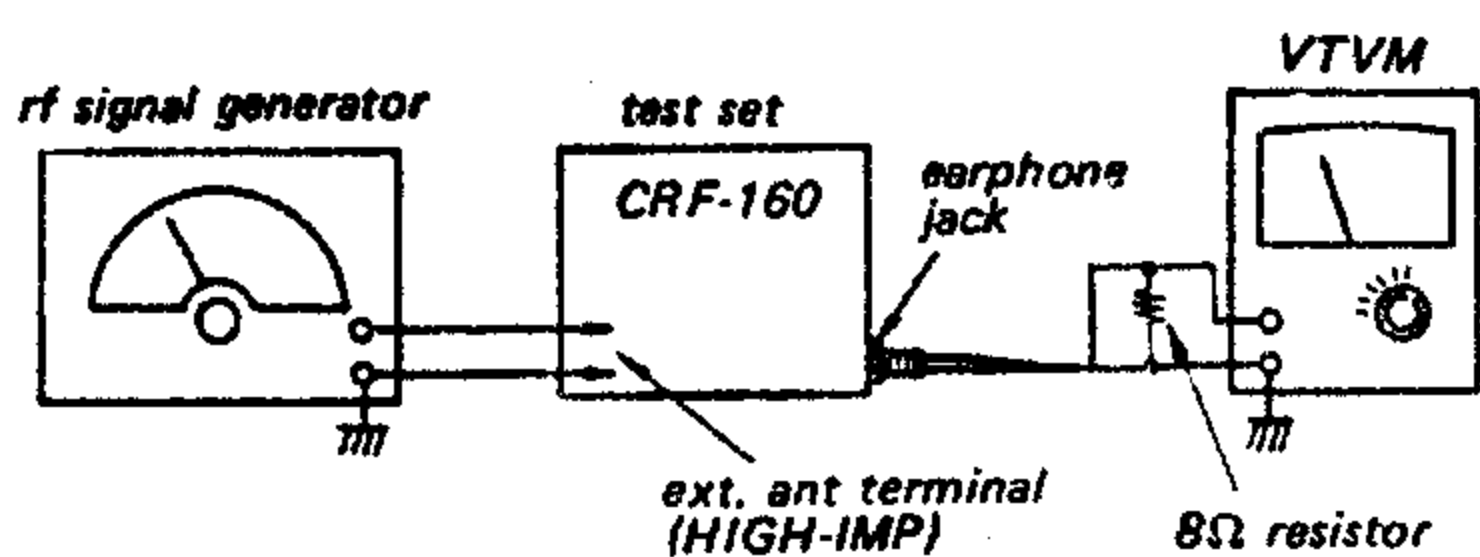 rf signal generator
test set
CRF-160
earphone
jack
VTVM
ext. ant terminal
(HIGH-IMP)
8Ω resistor